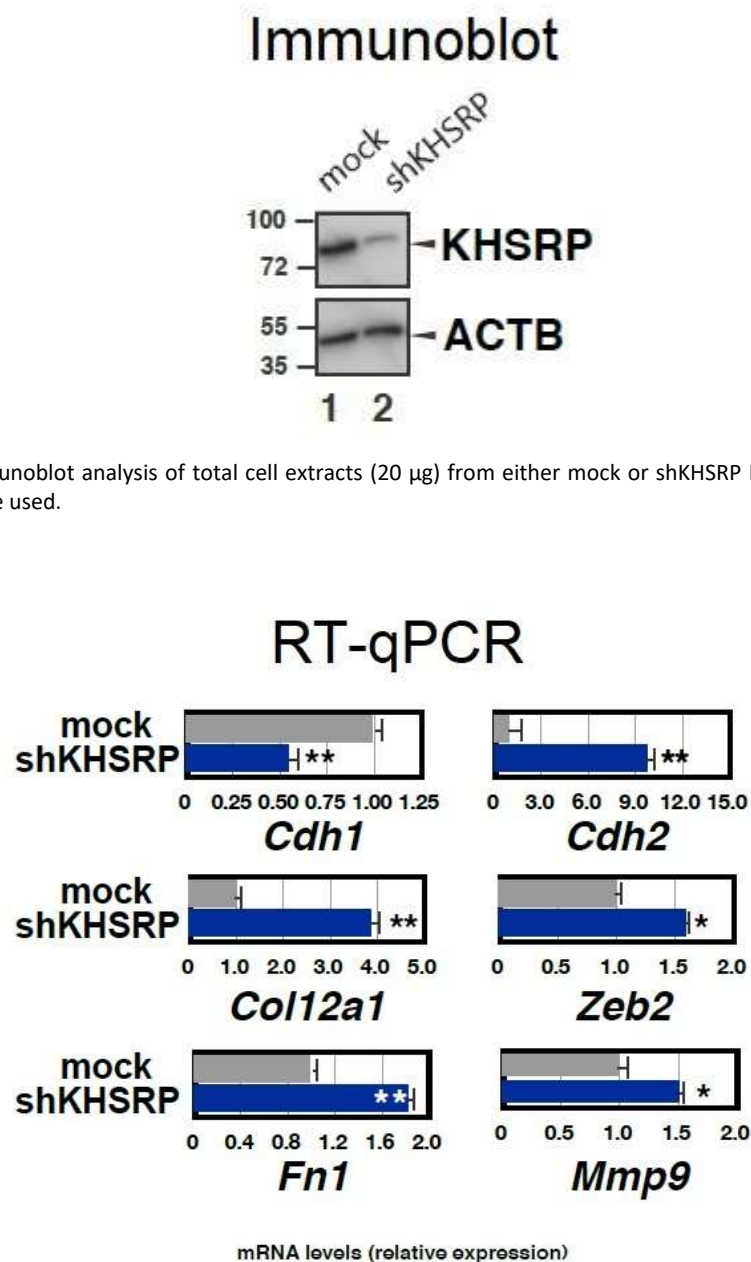 Immunoblot
mock shKHSRP
100
KHSRP
72
55
ACTB
35
1 2
unoblot analysis of total cell extracts (20 µg) from either mock or shKHSRP
e used.
RT-qPCR
mock
shKHSRP ** **
0 0.25 0.50 0.75 1.00 1.25 0 3.0 6.0 9.0 12.0 15.0
Cdh1 Cdh2
mock
shKHSRP ** *
0 1.0 2.0 3.0 4.0 5.0 0 0.5 1.0 1.5 2.0
Col12a1 Zeb2
mock
shKHSRP ** *
0 0.4 0.8 1.2 1.6 2.0 0 0.5 1.0 1.5 2.0
Fn1 Mmp9
mRNA levels (relative expression)